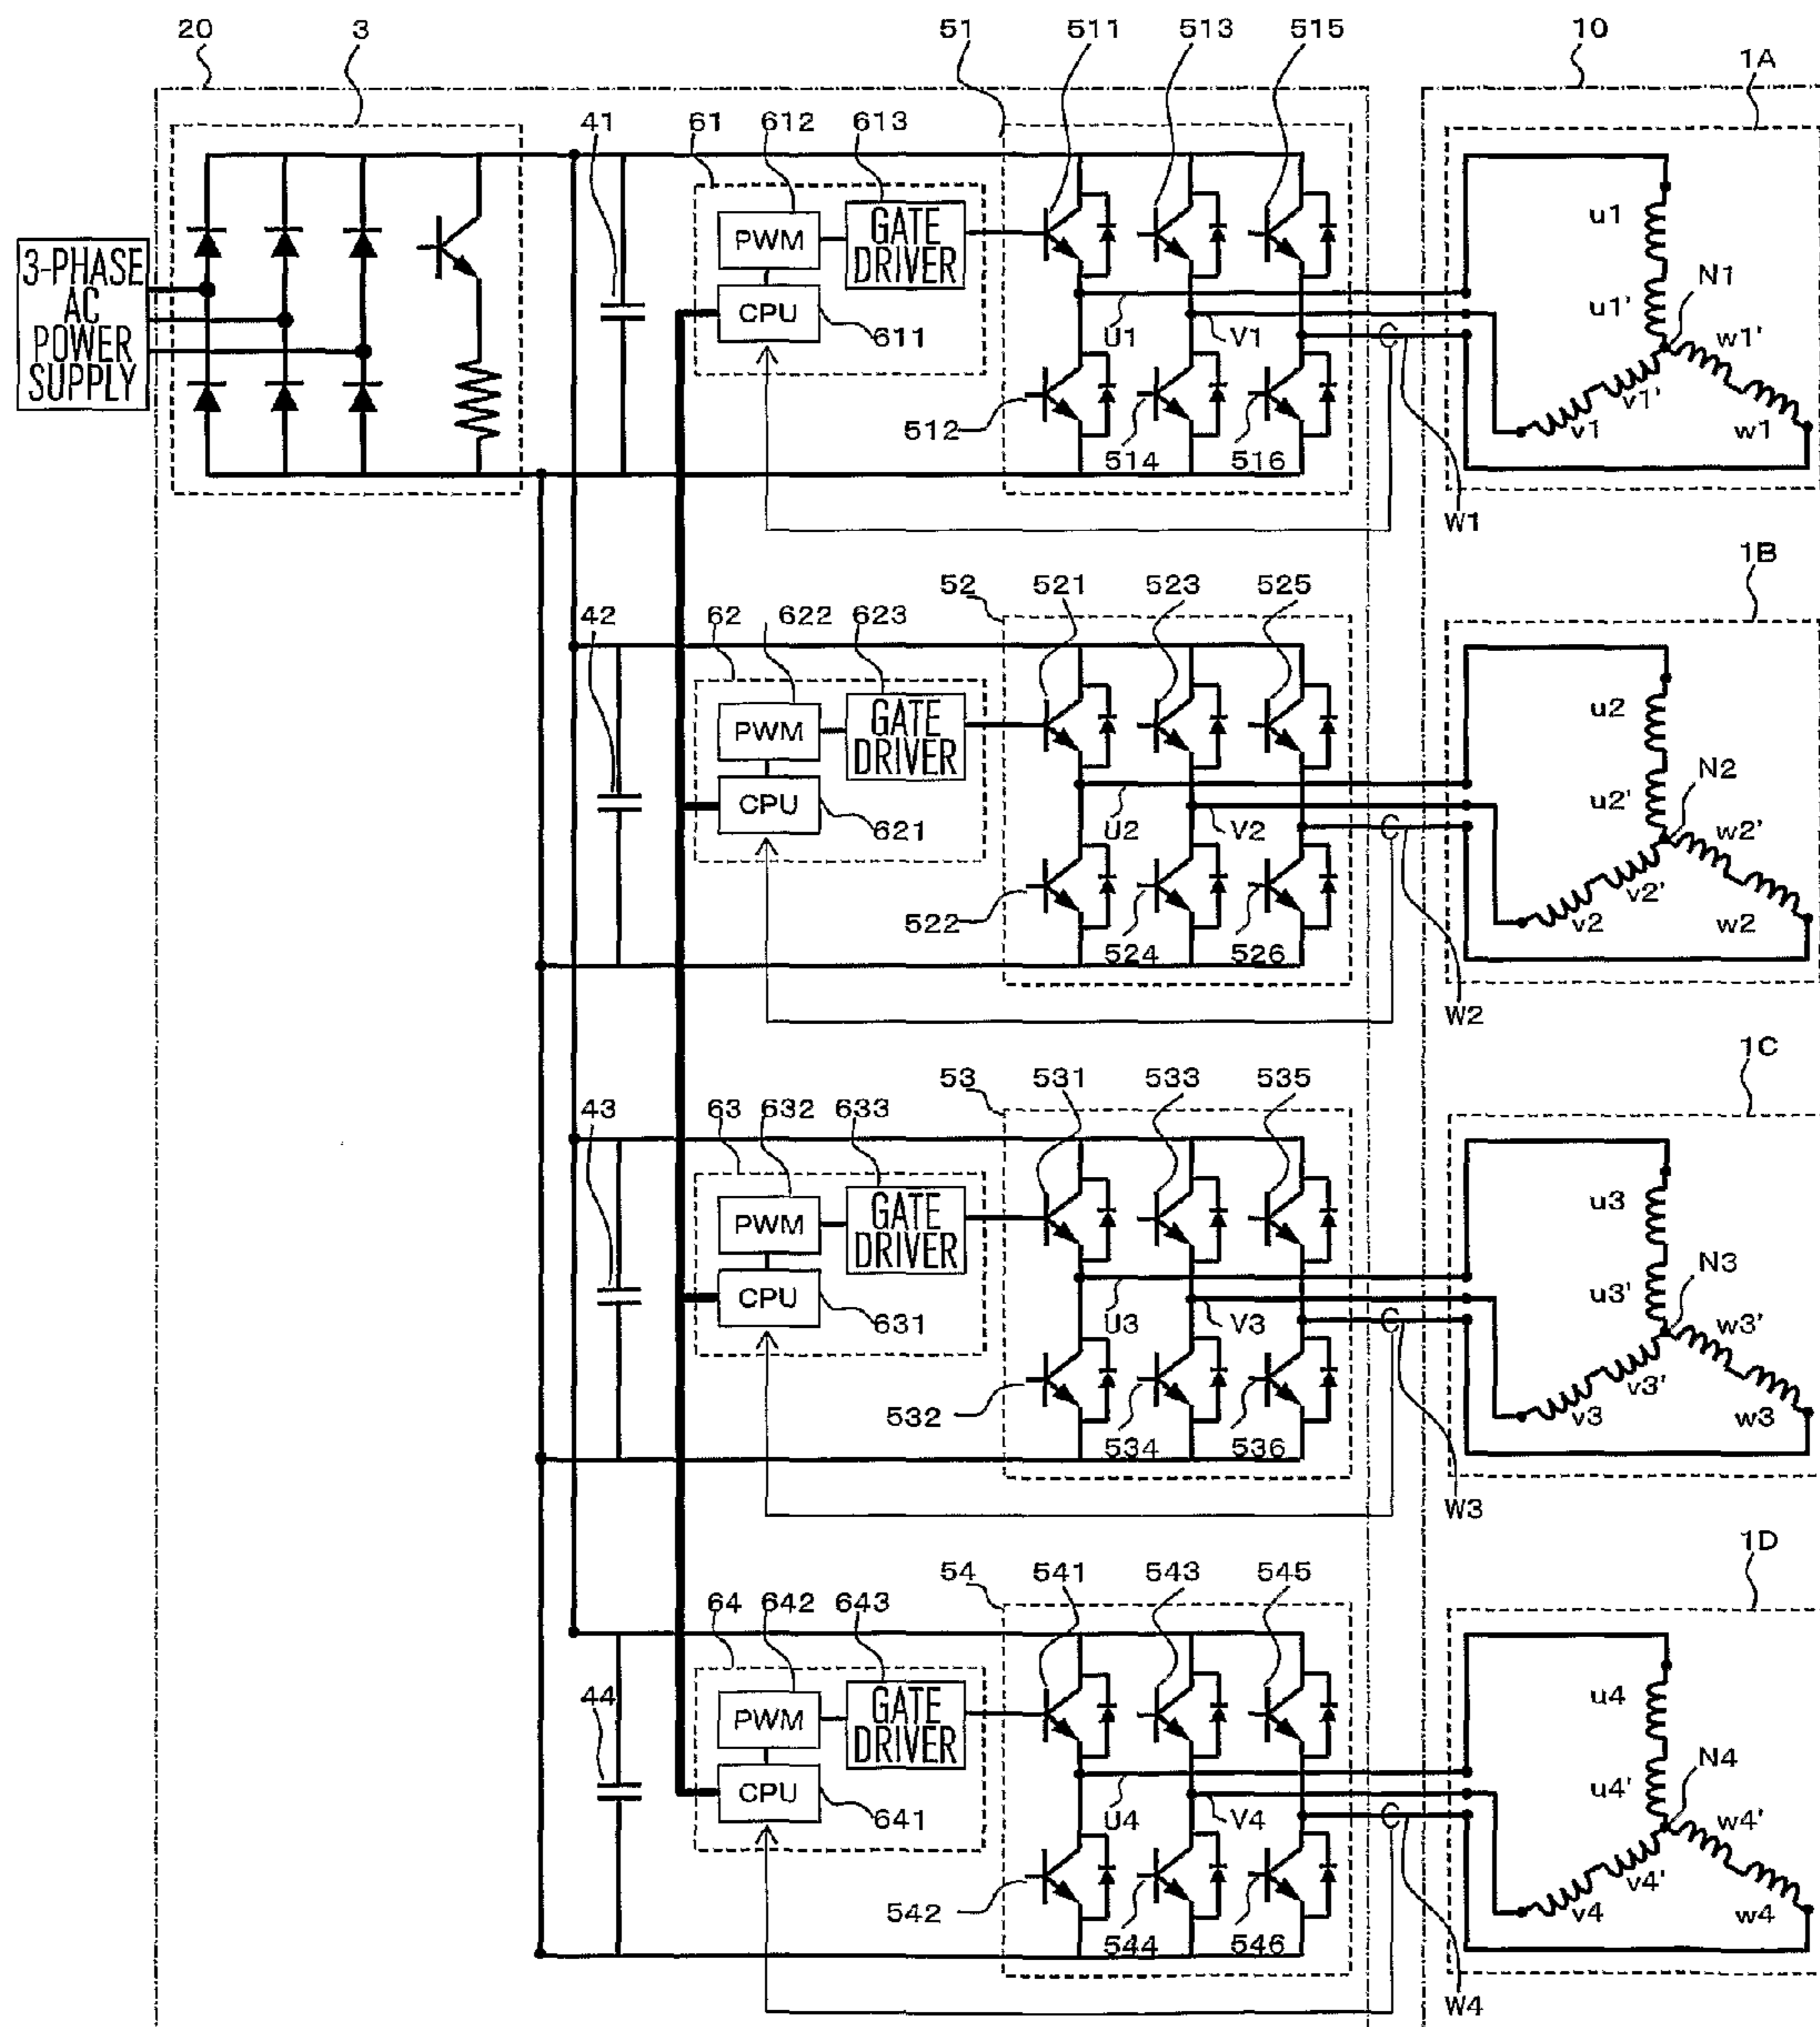 20 3 51 511 513 515 10 1A
41 61 612 613
3-PHASE
AC
POWER
SUPPLY
PWM
GATE
DRIVER
CPU
611
U1 V1
u1
N1
u1'
w1'
v1'
v1 w1
512 514 516
W1
1B
52 521 523 525
42 62 622 623
PWM
GATE
DRIVER
CPU
621
U2 V2
u2
N2
u2'
w2'
v2'
v2 w2
522 524 526
W2
1C
53 531 533 535
43 63 632 633
PWM
GATE
DRIVER
CPU
631
U3 V3
u3
N3
u3'
w3'
v3'
v3 w3
532 534 536
W3
1D
54 541 543 545
44 64 642 643
PWM
GATE
DRIVER
CPU
641
U4 V4
u4
N4
u4'
w4'
v4'
v4 w4
542 544 546
W4